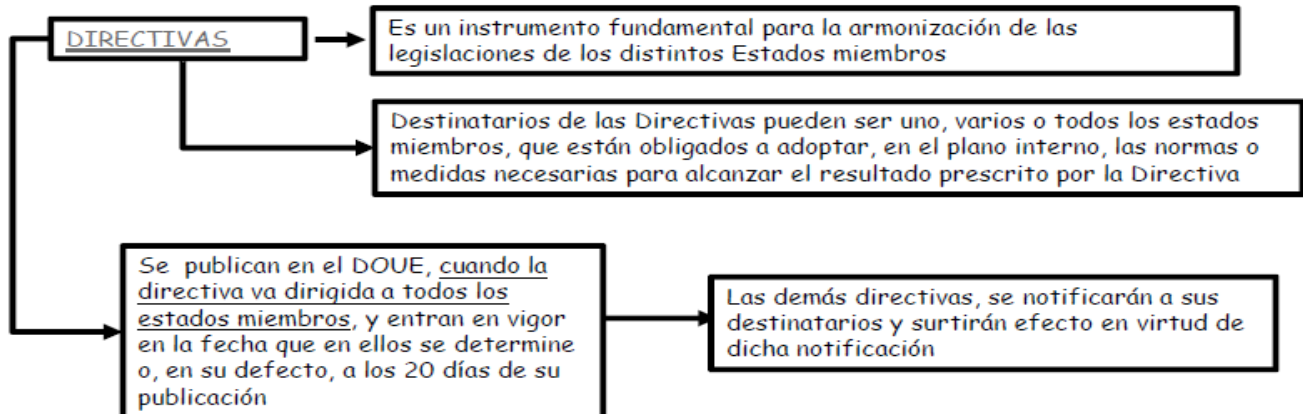 DIRECTIVAS
Es un instrumento fundamental para la armonización de las
legislaciones de los distintos Estados miembros
Destinatarios de las Directivas pueden ser uno, varios o todos los estados
miembros, que están obligados a adoptar, en el plano interno, las normas o
medidas necesarias para alcanzar el resultado prescrito por la Directiva
Se publican en el DOUE, cuando la
directiva va dirigida a todos los
estados miembros, y entran en vigor
en la fecha que en ellos se determine
o, en su defecto, a los 20 días de su
publicación
Las demás directivas, se notificarán a sus
destinatarios y surtirán efecto en virtud de
dicha notificación